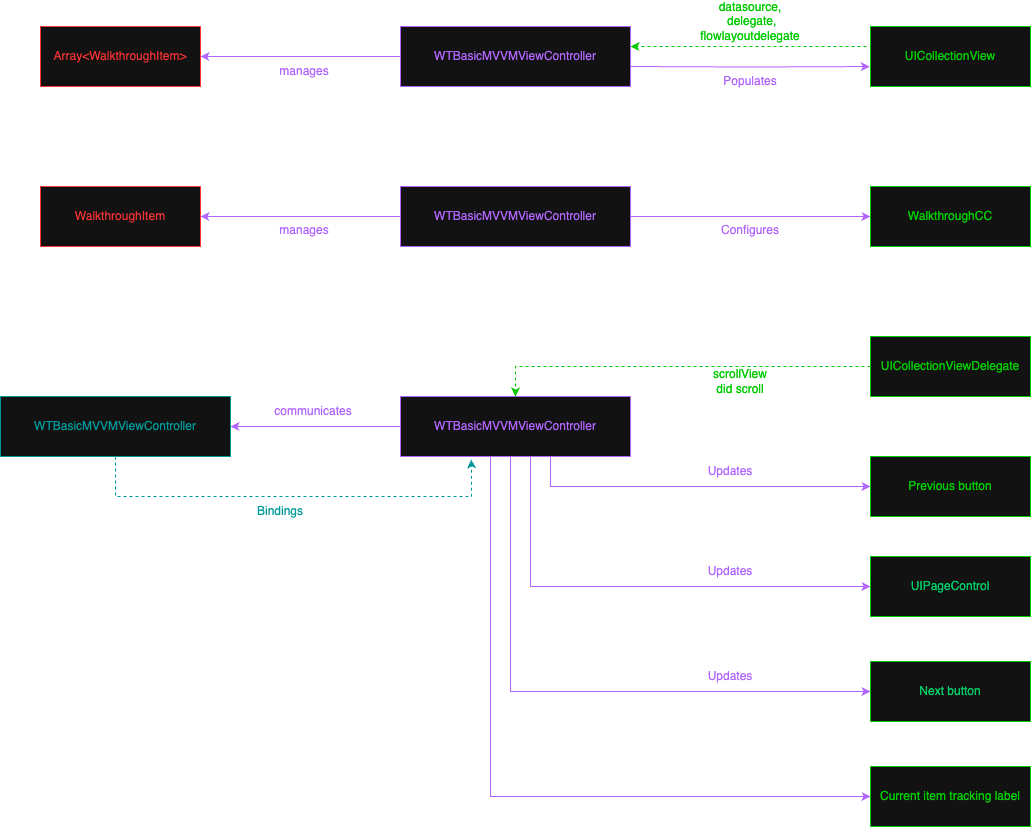 datasource,
delegate,
flowlayoutdelegate
Array<WalkthroughItem>
manages
WTBasicMVVMViewController
Populates
UICollectionView
WalkthroughItem
manages
WTBasicMVVMViewController
Configures
WalkthroughCC
UICollectionViewDelegate
scrollView
did scroll
WTBasicMVVMViewController
communicates
WTBasicMVVMViewController
Bindings
Updates
Previous button
Updates
UIPageControl
Updates
Next button
Current item tracking label